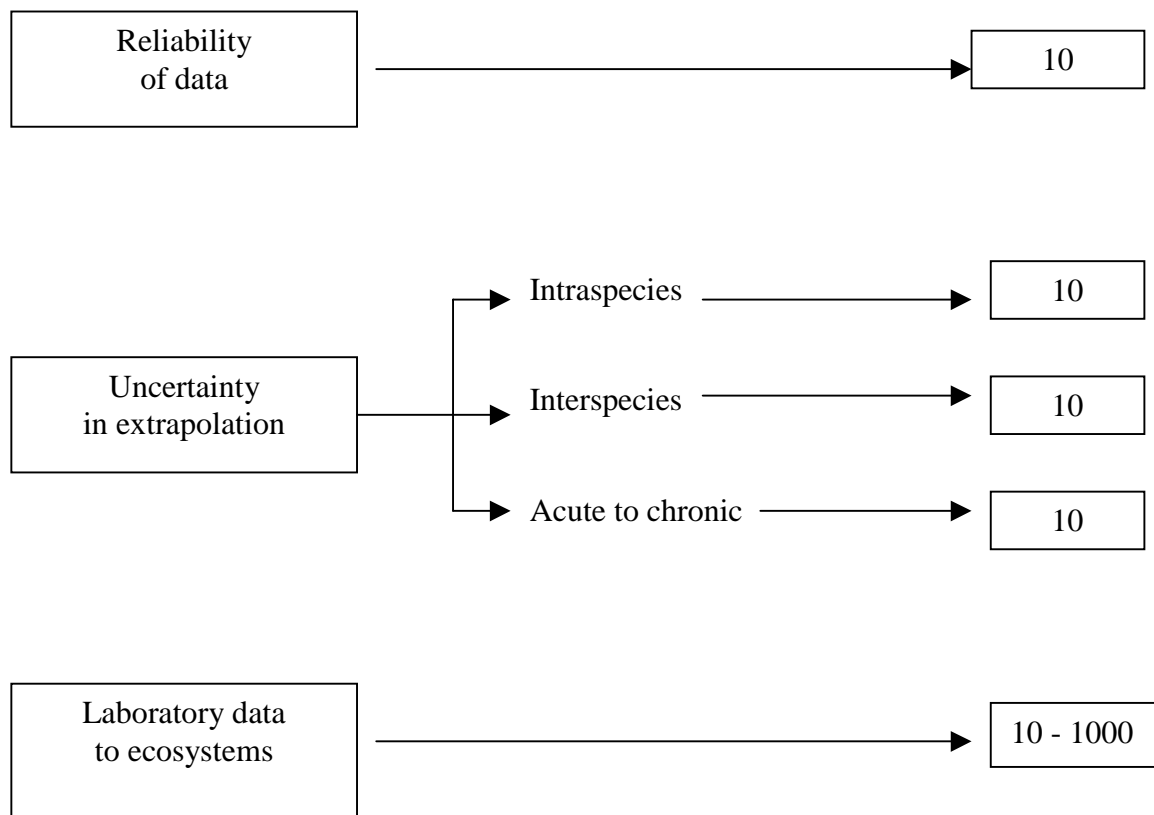 Reliability
of data
10
Intraspecies
10
Uncertainty
in extrapolation
Interspecies
10
Acute to chronic
10
Laboratory data
to ecosystems
10 - 1000